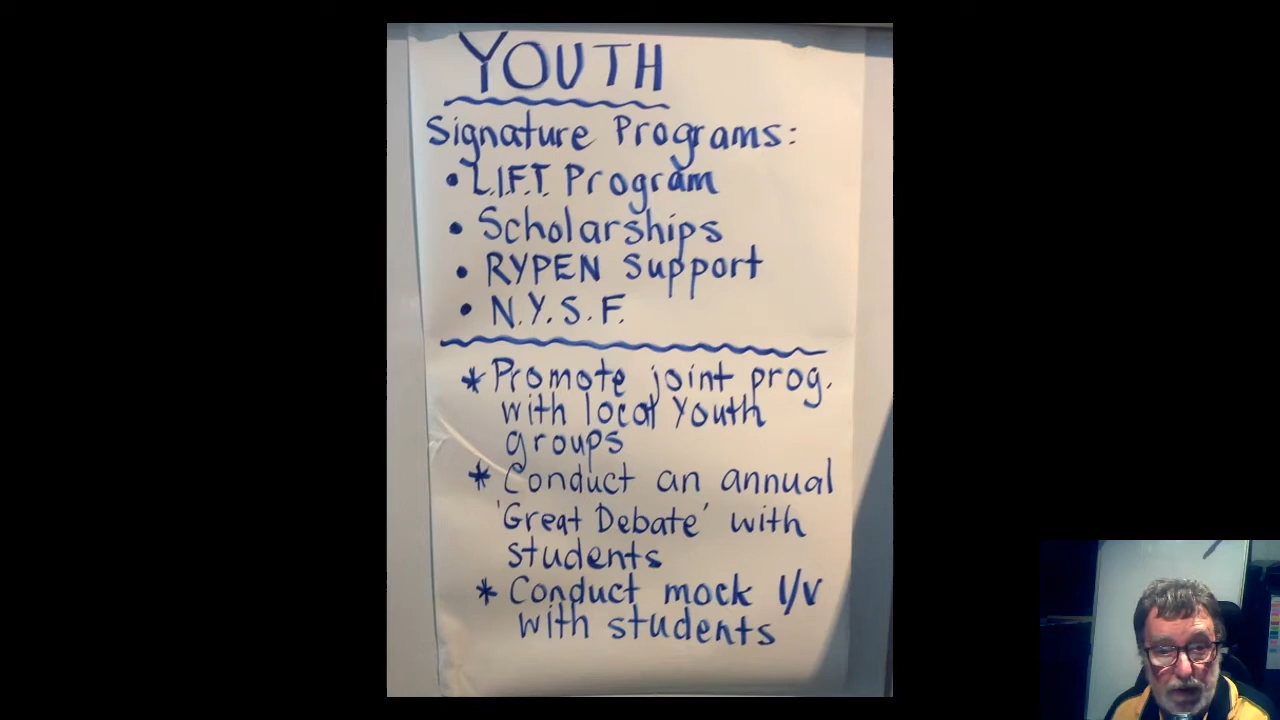 YOUTH
Signature Programs:
• L.I.F.T. Program
• Scholarships
• RYPEN Support
• N.Y.S.F.
* Promote joint prog.
with local Youth
groups
* Conduct an annual
'Great Debate' with
students
* Conduct mock I/V
with students